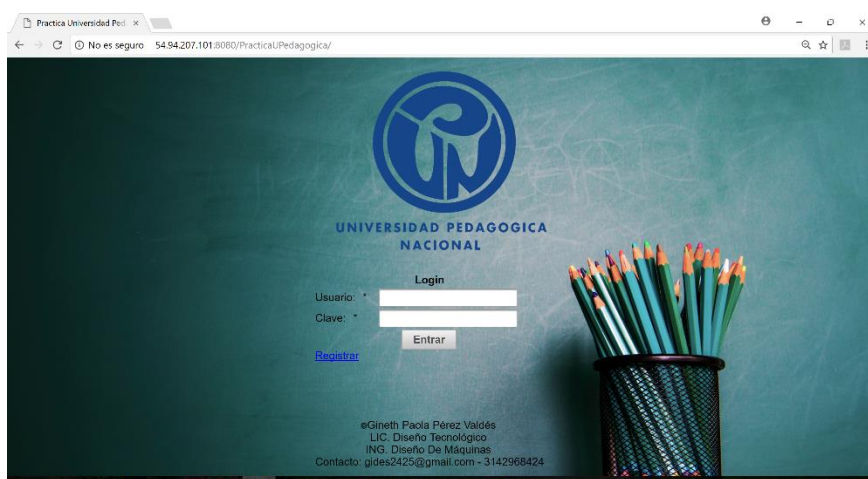 Practica Universidad Ped
No es seguro 54.94.207.101:8080/PracticaUPedagogica/
UNIVERSIDAD PEDAGOGICA
NACIONAL
Login
Usuario: *
Clave: *
Entrar
Registrar
©Gineth Paola Pérez Valdés
LIC. Diseño Tecnológico
ING. Diseño De Máquinas
Contacto: gides2425@gmail.com - 3142968424